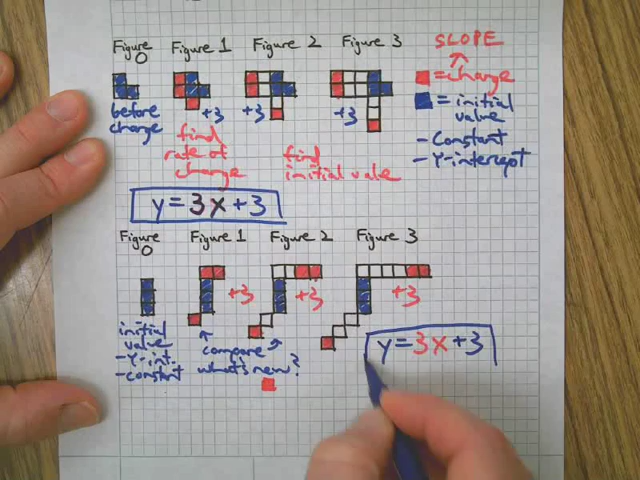 Figure 0
Figure 1
Figure 2
Figure 3
SLOPE
= change
= initial value
- Constant
- Y-intercept
before change
+3
+3
+3
find rate of change
find initial value
y = 3x + 3
Figure 0
Figure 1
Figure 2
Figure 3
+3
+3
+3
initial value
- Y-int.
- constant
compare
what's new?
y = 3x + 3